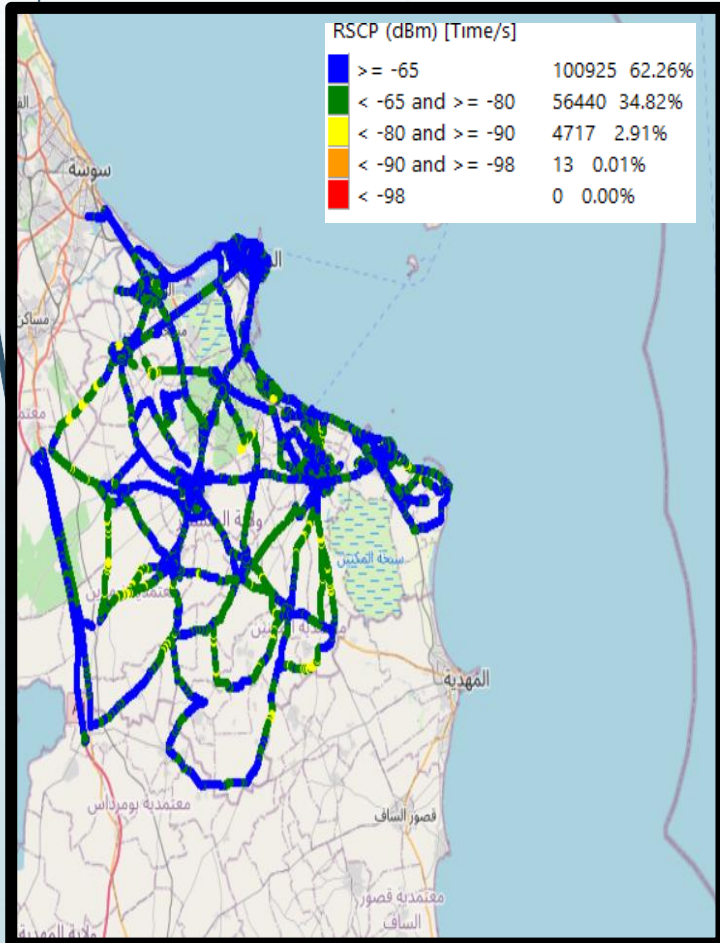 RSCP (dBm) [Time/s]
>= -65 100925 62.26%
< -65 and >= -80 56440 34.82%
< -80 and >= -90 4717 2.91%
< -90 and >= -98 13 0.01%
< -98 0 0.00%
سوسة
مساكن
سبخة المكنين
المهدية
معتمدية بومرداس
قصور الساف
معتمدية قصور
الساف
ولاية المهدية